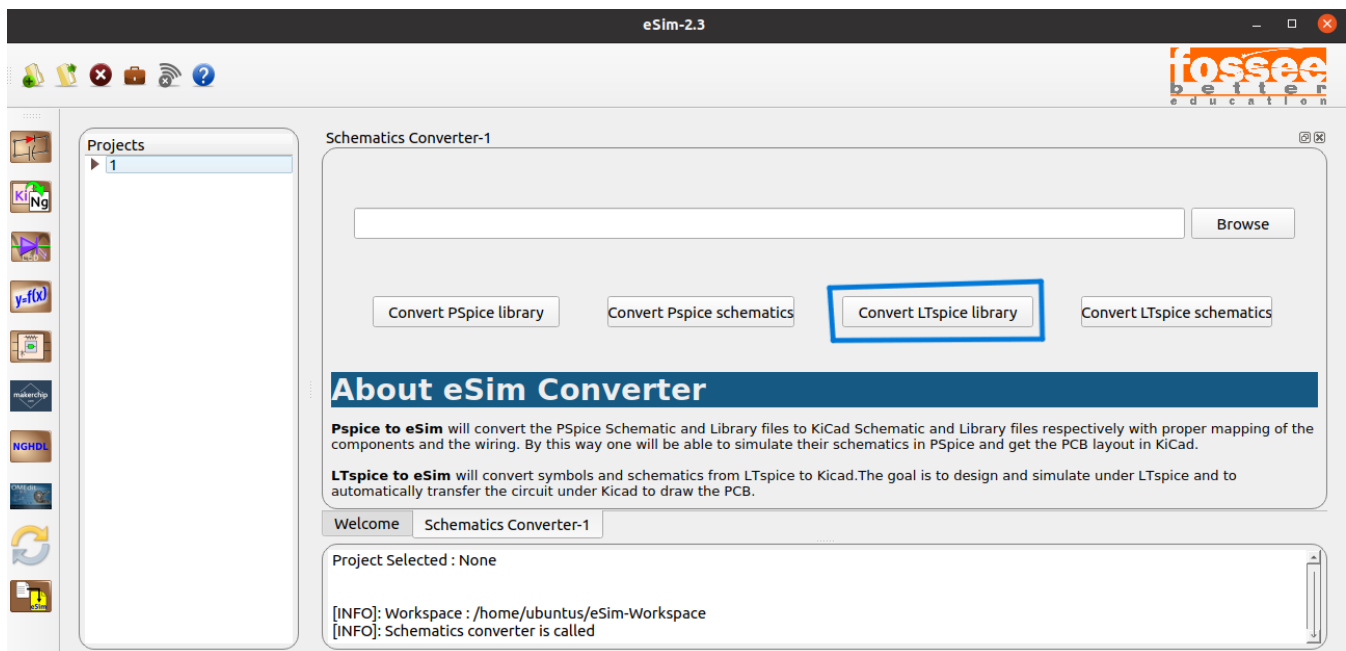 eSim-2.3
fossee
better
education
Projects
1
Schematics Converter-1
Browse
Convert PSpice library
Convert Pspice schematics
Convert LTspice library
Convert LTspice schematics
About eSim Converter
Pspice to eSim will convert the PSpice Schematic and Library files to KiCad Schematic and Library files respectively with proper mapping of the
components and the wiring. By this way one will be able to simulate their schematics in PSpice and get the PCB layout in KiCad.
LTspice to eSim will convert symbols and schematics from LTspice to Kicad.The goal is to design and simulate under LTspice and to
automatically transfer the circuit under Kicad to draw the PCB.
Welcome
Schematics Converter-1
Project Selected : None
[INFO]: Workspace : /home/ubuntus/eSim-Workspace
[INFO]: Schematics converter is called
Ki
Ng
y=f(x)
makerchip
NGHDL
eSim